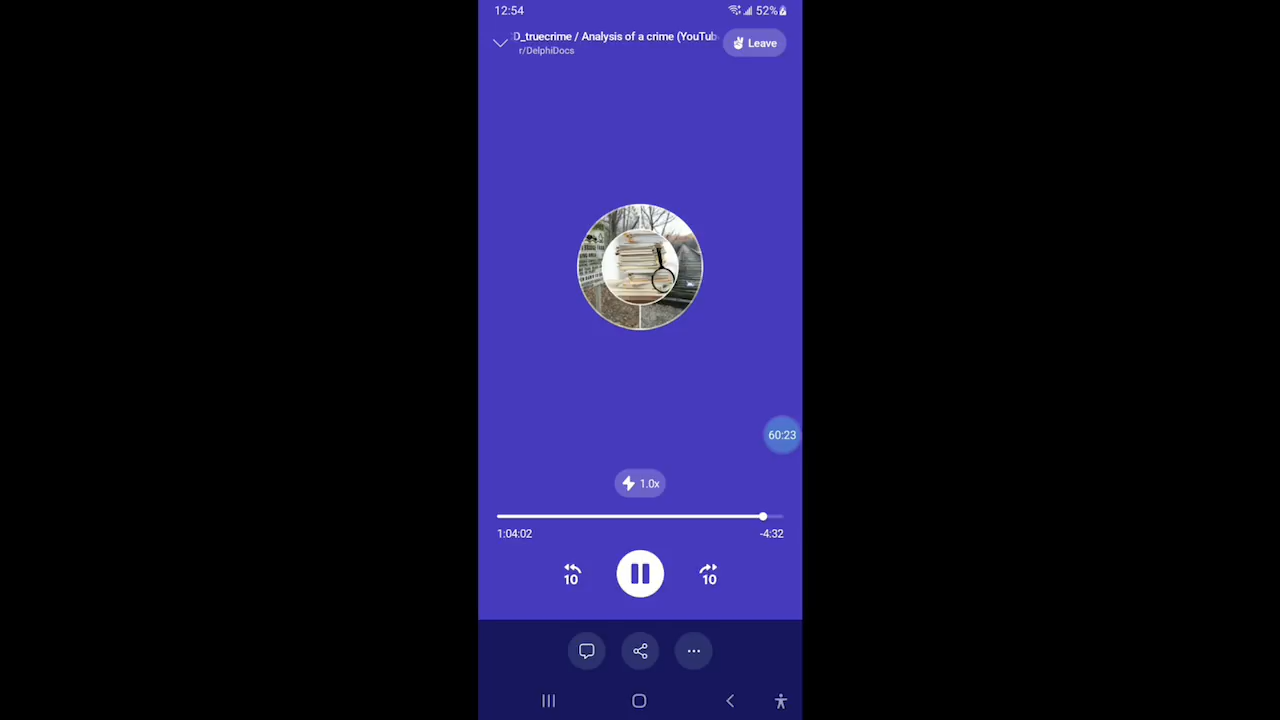 12:54
52%
D_truecrime / Analysis of a crime (YouTub
r/DelphiDocs
Leave
60:23
1.0x
1:04:02
-4:32
10
10